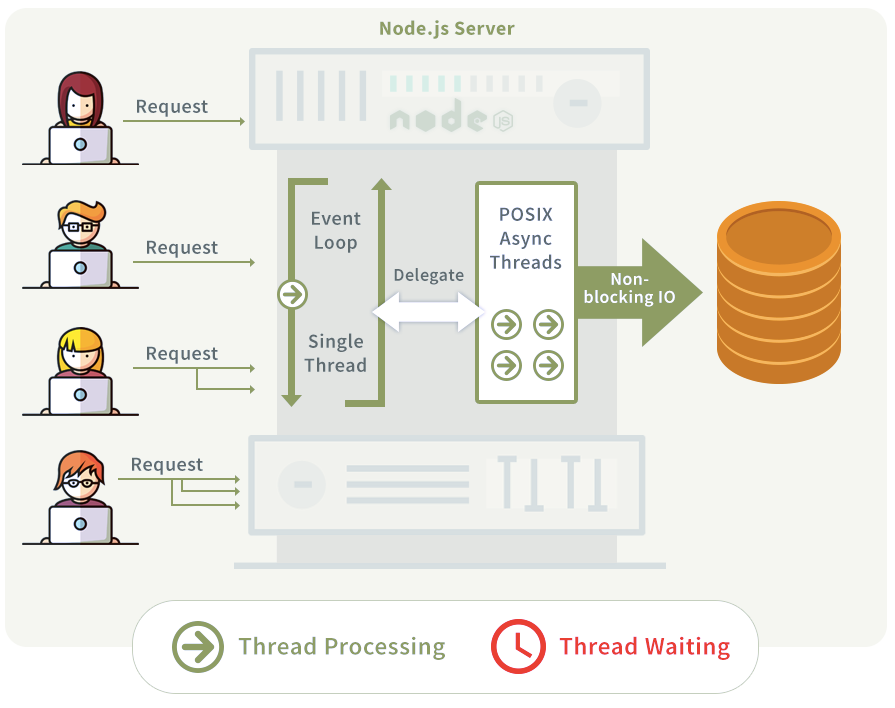 Node.js Server
node
JS
Request
Request
Request
Request
Event
Loop
Single
Thread
Delegate
POSIX
Async
Threads
Non-
blocking IO
Thread Processing
Thread Waiting